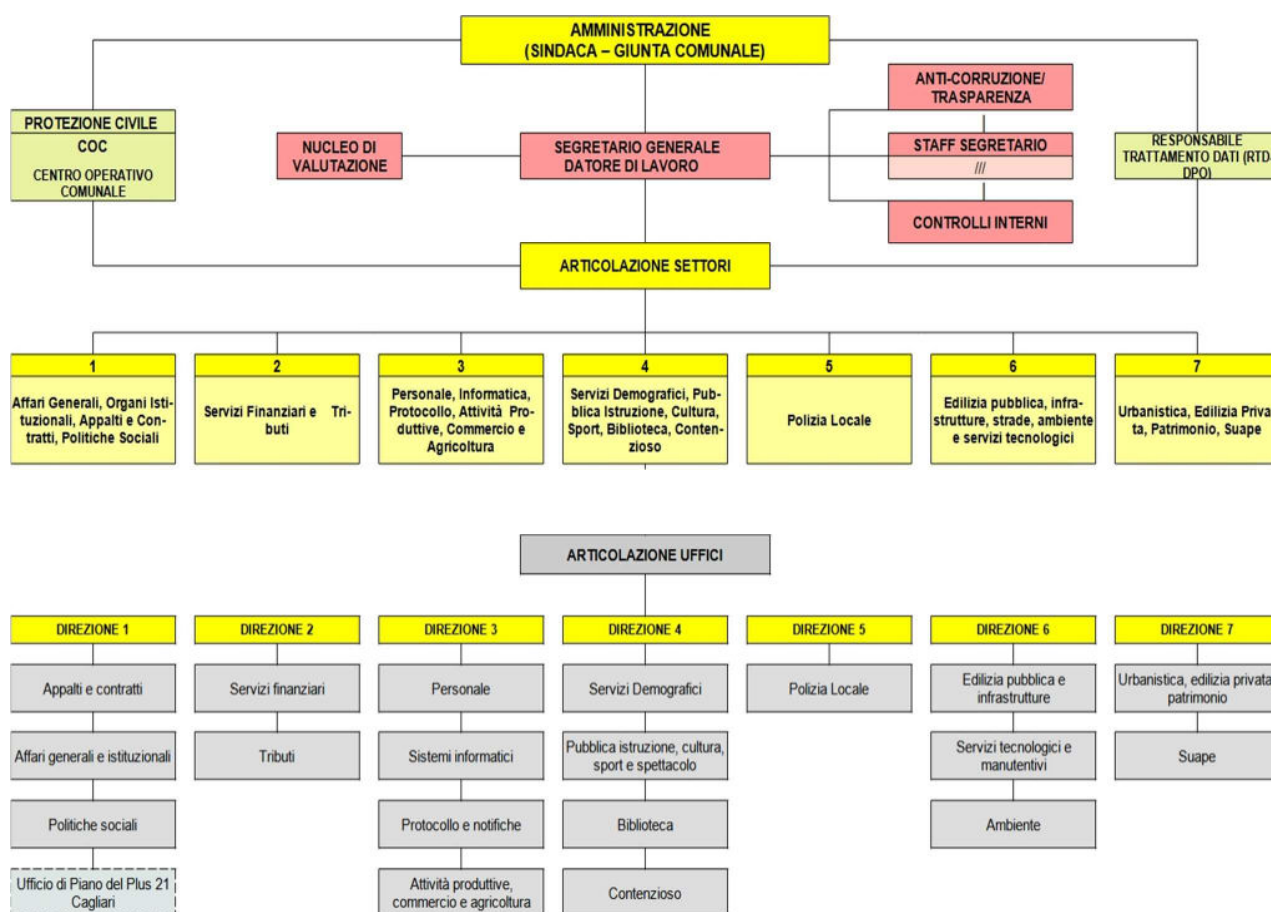 AMMINISTRAZIONE
(SINDACA – GIUNTA COMUNALE)
ANTI-CORRUZIONE/
TRASPARENZA
PROTEZIONE CIVILE
COC
CENTRO OPERATIVO
COMUNALE
NUCLEO DI
VALUTAZIONE
SEGRETARIO GENERALE
DATORE DI LAVORO
STAFF SEGRETARIO
///
RESPONSABILE
TRATTAMENTO DATI (RTD-
DPO)
CONTROLLI INTERNI
ARTICOLAZIONE SETTORI
1
Affari Generali, Organi Isti-
tuzionali, Appalti e Con-
tratti, Politiche Sociali
2
Servizi Finanziari e Tri-
buti
3
Personale, Informatica,
Protocollo, Attività Pro-
duttive, Commercio e
Agricoltura
4
Servizi Demografici, Pub-
blica Istruzione, Cultura,
Sport, Biblioteca, Conten-
zioso
5
Polizia Locale
6
Edilizia pubblica, infra-
strutture, strade, ambiente
e servizi tecnologici
7
Urbanistica, Edilizia Priva-
ta, Patrimonio, Suape
ARTICOLAZIONE UFFICI
DIREZIONE 1
Appalti e contratti
Affari generali e istituzionali
Politiche sociali
Ufficio di Piano del Plus 21
Cagliari
DIREZIONE 2
Servizi finanziari
Tributi
DIREZIONE 3
Personale
Sistemi informatici
Protocollo e notifiche
Attività produttive,
commercio e agricoltura
DIREZIONE 4
Servizi Demografici
Pubblica istruzione, cultura,
sport e spettacolo
Biblioteca
Contenzioso
DIREZIONE 5
Polizia Locale
DIREZIONE 6
Edilizia pubblica e
infrastrutture
Servizi tecnologici e
manutentivi
Ambiente
DIREZIONE 7
Urbanistica, edilizia privata
patrimonio
Suape